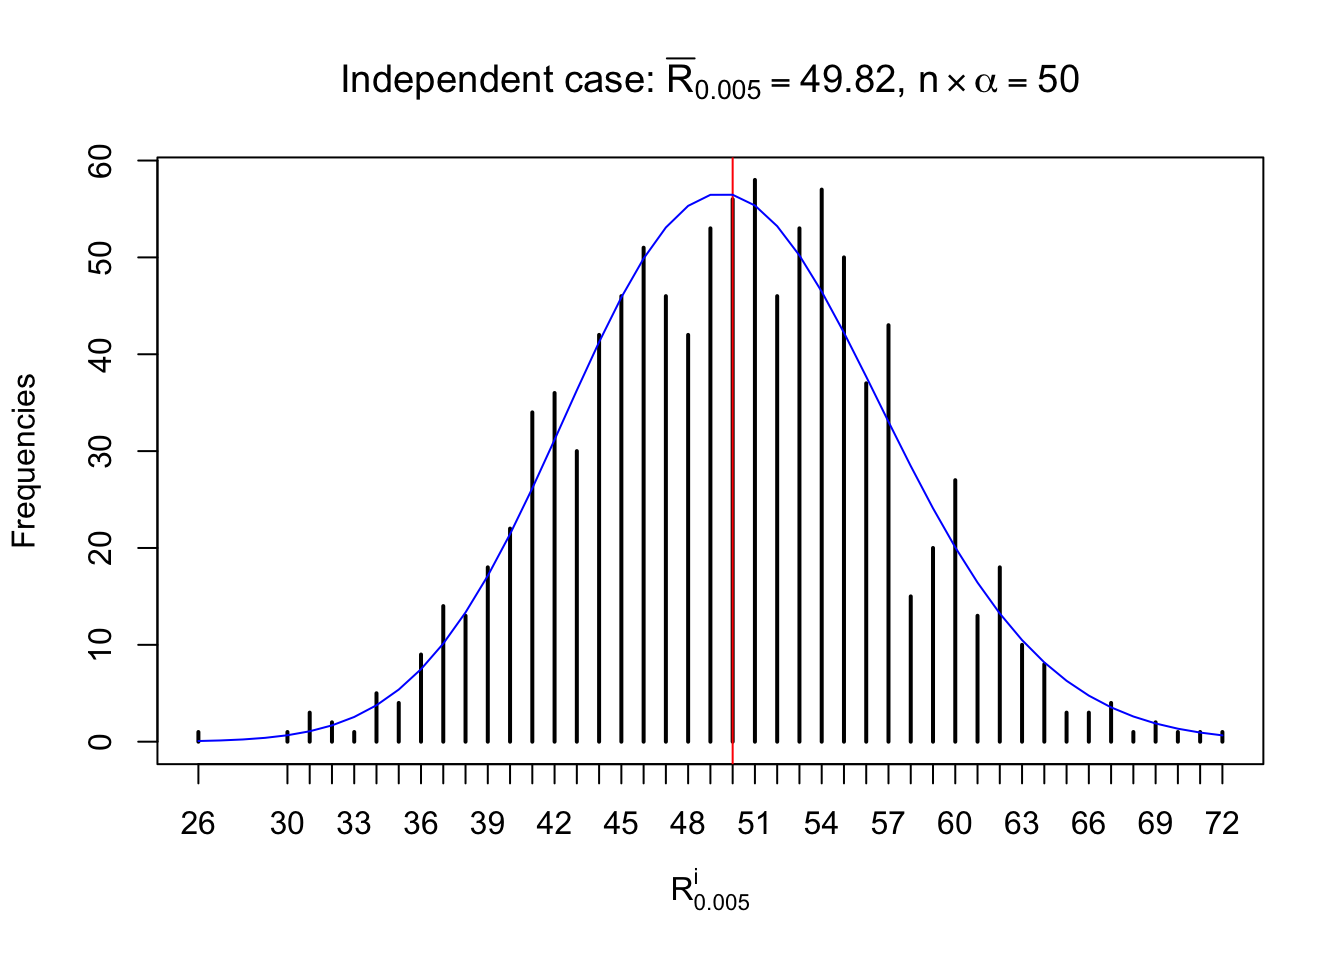 Independent case: R̅0.005 = 49.82, n × α = 50
60
50
40
30
20
10
0
Frequencies
26 30 33 36 39 42 45 48 51 54 57 60 63 66 69 72
R^i_0.005